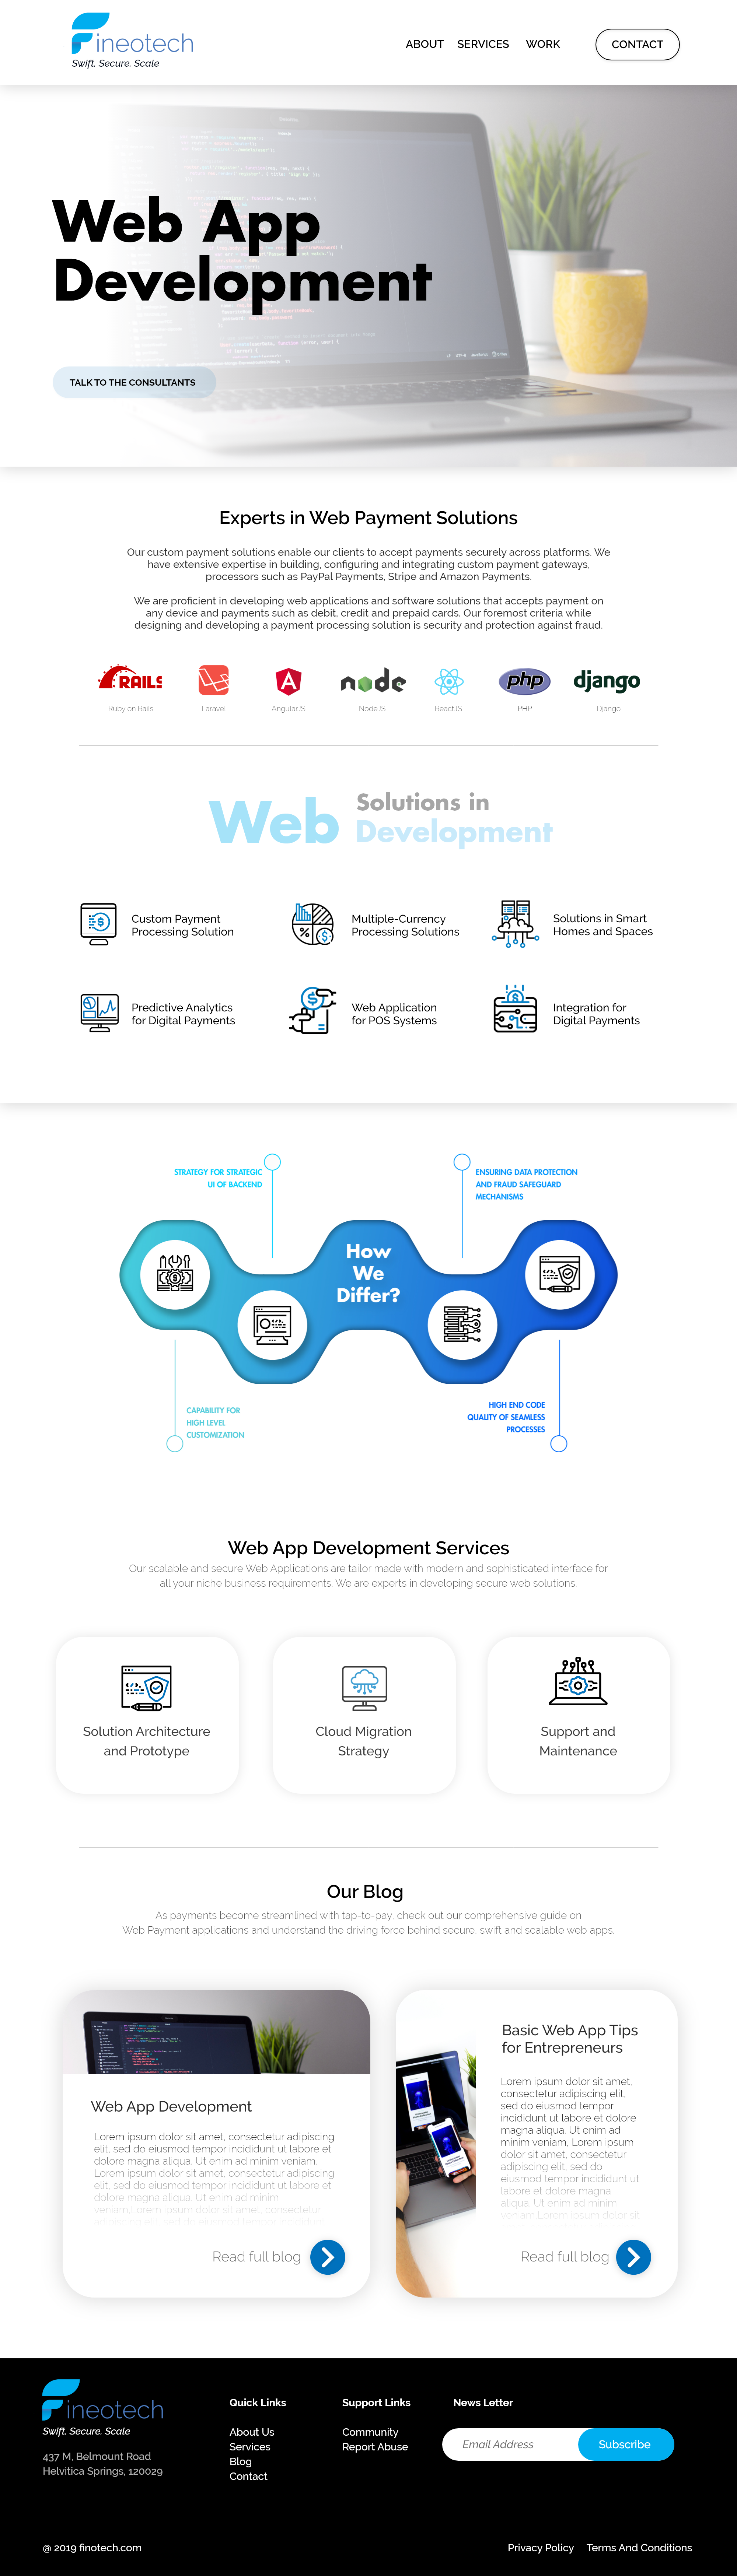 Fineotech
Swift. Secure. Scale
ABOUT SERVICES WORK CONTACT
Web App
Development
TALK TO THE CONSULTANTS
Experts in Web Payment Solutions
Our custom payment solutions enable our clients to accept payments securely across platforms. We
have extensive expertise in building, configuring and integrating custom payment gateways,
processors such as PayPal Payments, Stripe and Amazon Payments.
We are proficient in developing web applications and software solutions that accepts payment on
any device and payments such as debit, credit and prepaid cards. Our foremost criteria while
designing and developing a payment processing solution is security and protection against fraud.
RAILS
A
node
php
django
Ruby on Rails
Laravel
AngularJS
NodeJS
ReactJS
PHP
Django
Web
Solutions in
Development
Custom Payment
Processing Solution
Multiple-Currency
Processing Solutions
Solutions in Smart
Homes and Spaces
Predictive Analytics
for Digital Payments
Web Application
for POS Systems
Integration for
Digital Payments
STRATEGY FOR STRATEGIC
UI OF BACKEND
ENSURING DATA PROTECTION
AND FRAUD SAFEGUARD
MECHANISMS
How
We
Differ?
CAPABILITY FOR
HIGH LEVEL
CUSTOMIZATION
HIGH END CODE
QUALITY OF SEAMLESS
PROCESSES
Web App Development Services
Our scalable and secure Web Applications are tailor made with modern and sophisticated interface for
all your niche business requirements. We are experts in developing secure web solutions.
Solution Architecture
and Prototype
Cloud Migration
Strategy
Support and
Maintenance
Our Blog
As payments become streamlined with tap-to-pay, check out our comprehensive guide on
Web Payment applications and understand the driving force behind secure, swift and scalable web apps.
Web App Development
Lorem ipsum dolor sit amet, consectetur adipiscing
elit, sed do eiusmod tempor incididunt ut labore et
dolore magna aliqua. Ut enim ad minim veniam,
Lorem ipsum dolor sit amet, consectetur adipiscing
elit, sed do eiusmod tempor incididunt ut labore et
dolore magna aliqua. Ut enim ad minim
veniam,Lorem ipsum dolor sit amet, consectetur
Read full blog
Basic Web App Tips
for Entrepreneurs
Lorem ipsum dolor sit amet,
consectetur adipiscing elit,
sed do eiusmod tempor
incididunt ut labore et dolore
magna aliqua. Ut enim ad
minim veniam, Lorem ipsum
dolor sit amet, consectetur
adipiscing elit, sed do
eiusmod tempor incididunt ut
labore et dolore magna
aliqua. Ut enim ad minim
veniam,Lorem ipsum dolor sit
Read full blog
Fineotech
Swift. Secure. Scale
437 M, Belmount Road
Helvitica Springs, 120029
Quick Links
About Us
Services
Blog
Contact
Support Links
Community
Report Abuse
News Letter
Email Address
Subscribe
@ 2019 finotech.com
Privacy Policy Terms And Conditions